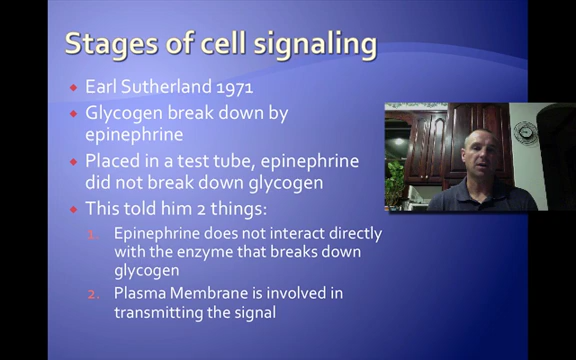 Stages of cell signaling
Earl Sutherland 1971
Glycogen break down by
epinephrine
Placed in a test tube, epinephrine
did not break down glycogen
This told him 2 things:
1. Epinephrine does not interact directly
with the enzyme that breaks down
glycogen
2. Plasma Membrane is involved in
transmitting the signal